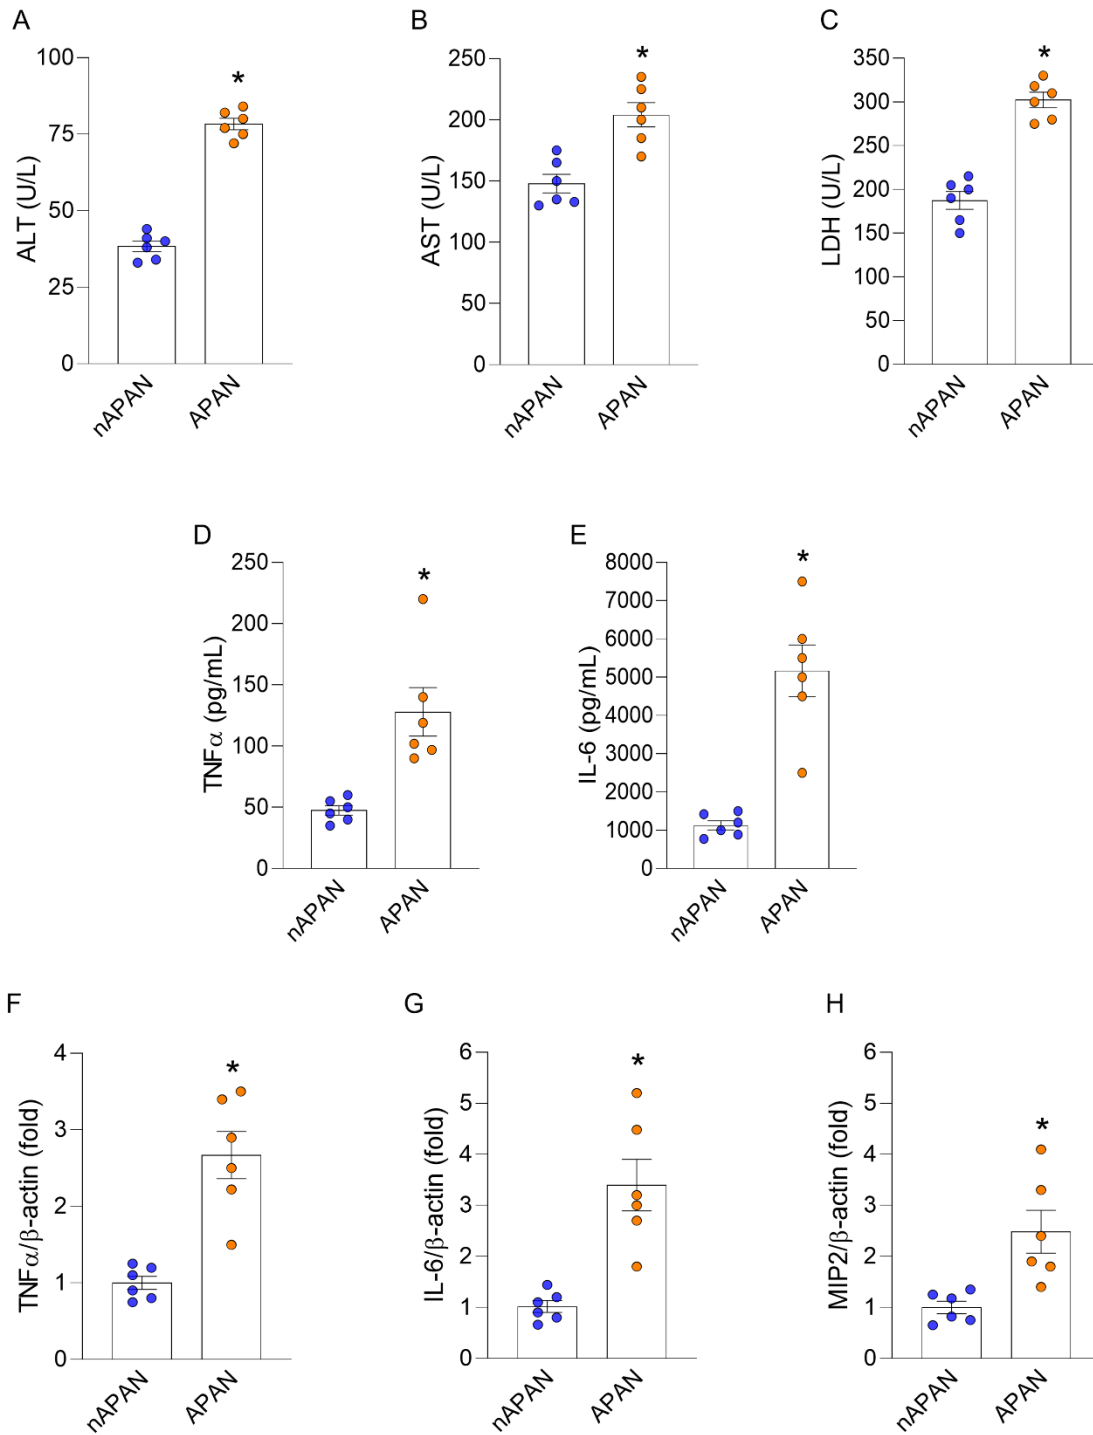 A
ALT (U/L)
100
75
50
25
0
*
nAPAN
APAN
B
AST (U/L)
250
200
150
100
50
0
*
nAPAN
APAN
C
LDH (U/L)
350
300
250
200
150
100
50
0
*
nAPAN
APAN
D
TNFα (pg/mL)
250
200
150
100
50
0
*
nAPAN
APAN
E
IL-6 (pg/mL)
8000
7000
6000
5000
4000
3000
2000
1000
0
*
nAPAN
APAN
F
TNFα/β-actin (fold)
4
3
2
1
0
*
nAPAN
APAN
G
IL-6/β-actin (fold)
6
5
4
3
2
1
0
*
nAPAN
APAN
H
MIP2/β-actin (fold)
6
5
4
3
2
1
0
*
nAPAN
APAN